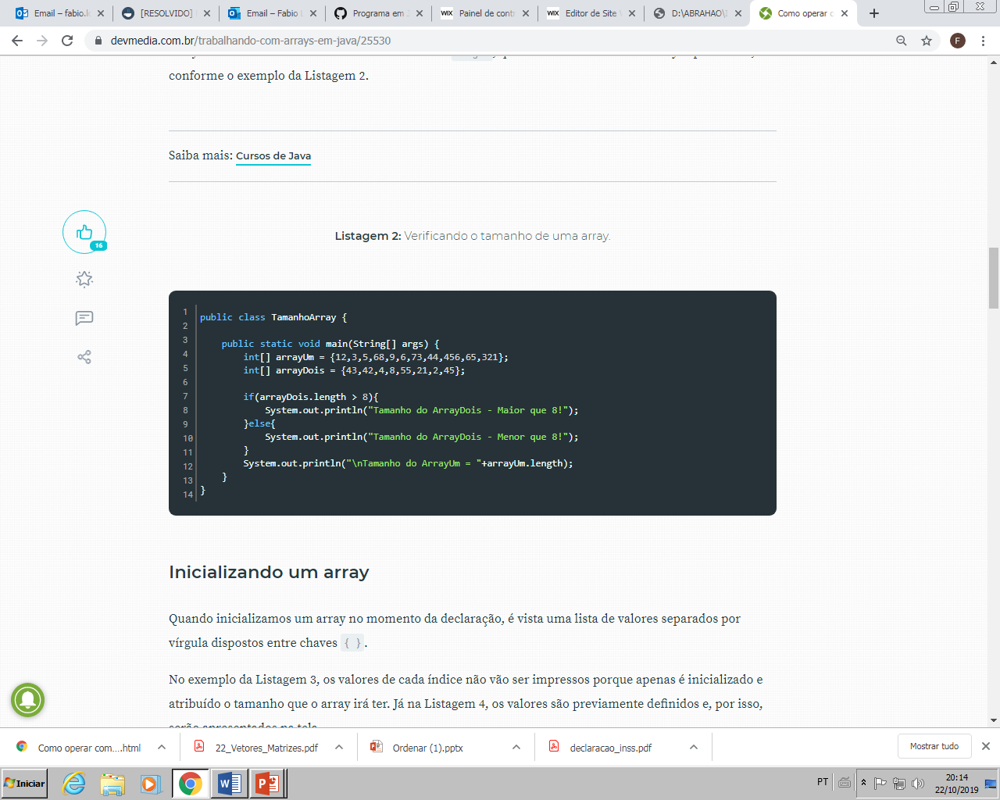 Email – fabio.lo
[RESOLVIDO]
Email – Fabio L
Programa em J
WIX Painel de contr
WIX Editor de Site W
D:\ABRAHAO\I
Como operar c
devmedia.com.br/trabalhando-com-arrays-em-java/25530
F
conforme o exemplo da Listagem 2.
Saiba mais: Cursos de Java
16
Listagem 2: Verificando o tamanho de uma array.
1 public class TamanhoArray {
2
3 public static void main(String[] args) {
4 int[] arrayUm = {12,3,5,68,9,6,73,44,456,65,321};
5 int[] arrayDois = {43,42,4,8,55,21,2,45};
6
7 if(arrayDois.length > 8){
8 System.out.println("Tamanho do ArrayDois - Maior que 8!");
9 }else{
10 System.out.println("Tamanho do ArrayDois - Menor que 8!");
11 }
12 System.out.println("\nTamanho do ArrayUm = "+arrayUm.length);
13 }
14 }
Inicializando um array
Quando inicializamos um array no momento da declaração, é vista uma lista de valores separados por
vírgula dispostos entre chaves { }.
No exemplo da Listagem 3, os valores de cada índice não vão ser impressos porque apenas é inicializado e
atribuído o tamanho que o array irá ter. Já na Listagem 4, os valores são previamente definidos e, por isso,
serão apresentados na tela.
Como operar com....html
22_Vetores_Matrizes.pdf
Ordenar (1).pptx
declaracao_inss.pdf
Mostrar tudo
Iniciar
PT
20:14
22/10/2019